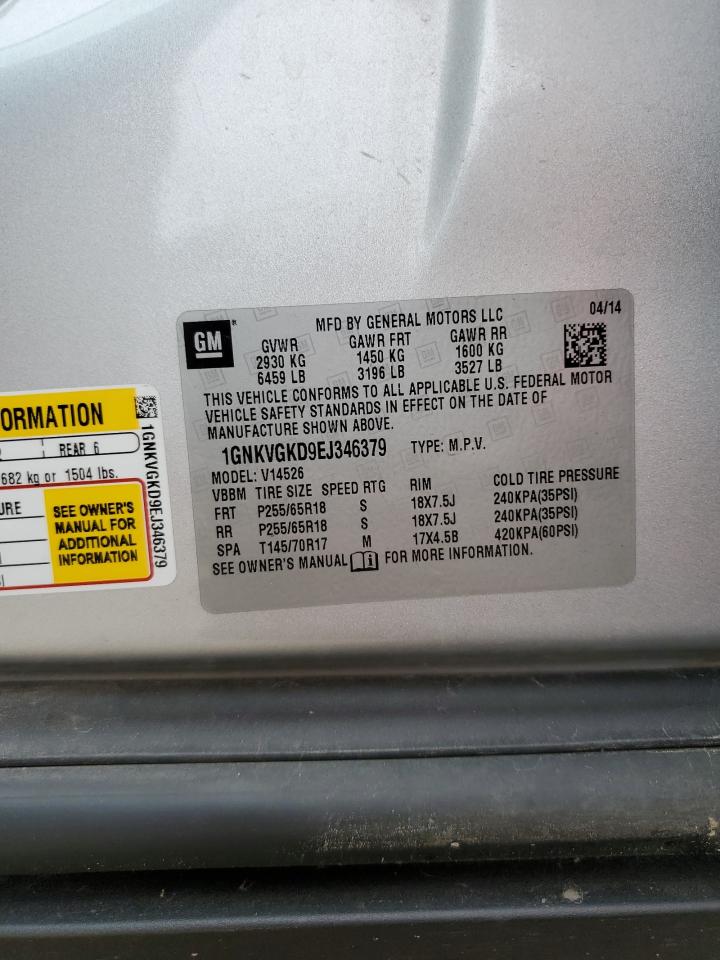 GM
MFD BY GENERAL MOTORS LLC
04/14
GVWR GAWR FRT GAWR RR
2930 KG 1450 KG 1600 KG
6459 LB 3196 LB 3527 LB
THIS VEHICLE CONFORMS TO ALL APPLICABLE U.S. FEDERAL MOTOR
VEHICLE SAFETY STANDARDS IN EFFECT ON THE DATE OF
MANUFACTURE SHOWN ABOVE.
1GNKVGKD9EJ346379 TYPE: M.P.V.
MODEL: V14526
VBBM TIRE SIZE SPEED RTG RIM COLD TIRE PRESSURE
FRT P255/65R18 S 18X7.5J 240KPA(35PSI)
RR P255/65R18 S 18X7.5J 240KPA(35PSI)
SPA T145/70R17 M 17X4.5B 420KPA(60PSI)
SEE OWNER'S MANUAL i FOR MORE INFORMATION.
ORMATION
REAR 6
682 kg or 1504 lbs.
URE
SEE OWNER'S
MANUAL FOR
ADDITIONAL
INFORMATION
1GNKVGKD9EJ346379